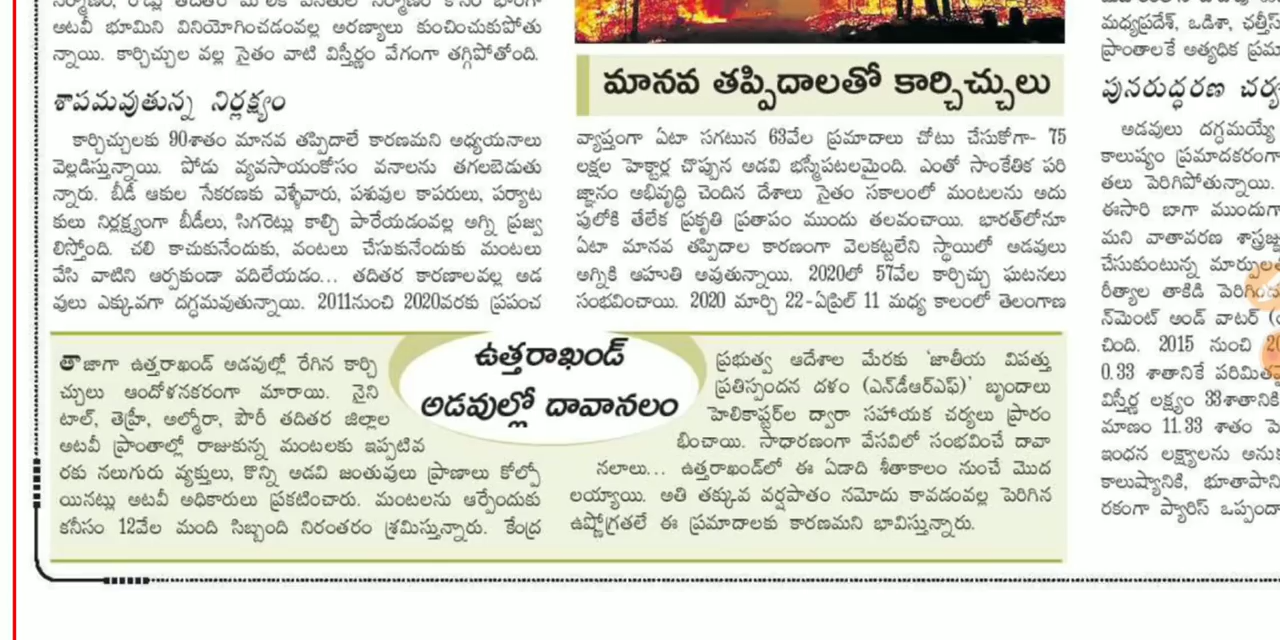 అటవీ భూమిని వినియోగించడంవల్ల అరణ్యాలు కుంచించుకుపోతు
న్నాయి. కార్చిచ్చుల వల్ల సైతం వాటి విస్తీర్ణం వేగంగా తగ్గిపోతోంది.
శాపమవుతున్న నిర్లక్ష్యం
కార్చిచ్చులకు 90శాతం మానవ తప్పిదాలే కారణమని అధ్యయనాలు
వెల్లడిస్తున్నాయి. పోడు వ్యవసాయంకోసం వనాలను తగలబెడుతు
న్నారు. బీడీ ఆకుల సేకరణకు వెళ్ళేవారు, పశువుల కాపరులు, పర్యాట
కులు నిర్లక్ష్యంగా బీడీలు, సిగరెట్లు కాల్చి పారేయడంవల్ల అగ్ని ప్రజ్వ
లిస్తోంది. చలి కాచుకునేందుకు, వంటలు చేసుకునేందుకు మంటలు
వేసి వాటిని ఆర్పకుండా వదిలేయడం... తదితర కారణాలవల్ల అడ
వులు ఎక్కువగా దగ్ధమవుతున్నాయి. 2011నుంచి 2020వరకు ప్రపంచ
మానవ తప్పిదాలతో కార్చిచ్చులు
వ్యాప్తంగా ఏటా సగటున 63వేల ప్రమాదాలు చోటు చేసుకోగా- 75
లక్షల హెక్టార్ల చొప్పున అడవి భస్మీపటలమైంది. ఎంతో సాంకేతిక పరి
జ్ఞానం అభివృద్ధి చెందిన దేశాలు సైతం సకాలంలో మంటలను అదు
పులోకి తేలేక ప్రకృతి ప్రతాపం ముందు తలవంచాయి. భారత్‌లోనూ
ఏటా మానవ తప్పిదాల కారణంగా వెలకట్టలేని స్థాయిలో అడవులు
అగ్నికి ఆహుతి అవుతున్నాయి. 2020లో 57వేల కార్చిచ్చు ఘటనలు
సంభవించాయి. 2020 మార్చి 22-ఏప్రిల్ 11 మధ్య కాలంలో తెలంగాణ
ఉత్తరాఖండ్
అడవుల్లో దావానలం
తాజాగా ఉత్తరాఖండ్ అడవుల్లో రేగిన కార్చి
చ్చులు ఆందోళనకరంగా మారాయి. నైని
టాల్, తెహ్రీ, అల్మోరా, పౌరీ తదితర జిల్లాల
అటవీ ప్రాంతాల్లో రాజుకున్న మంటలకు ఇప్పటివ
రకు నలుగురు వ్యక్తులు, కొన్ని అడవి జంతువులు ప్రాణాలు కోల్పో
యినట్లు అటవీ అధికారులు ప్రకటించారు. మంటలను ఆర్పేందుకు
కనీసం 12వేల మంది సిబ్బంది నిరంతరం శ్రమిస్తున్నారు. కేంద్ర
ప్రభుత్వ ఆదేశాల మేరకు 'జాతీయ విపత్తు
ప్రతిస్పందన దళం (ఎన్‌డీఆర్ఎఫ్)' బృందాలు
హెలికాప్టర్‌ల ద్వారా సహాయక చర్యలు ప్రారం
భించాయి. సాధారణంగా వేసవిలో సంభవించే దావా
నలాలు... ఉత్తరాఖండ్‌లో ఈ ఏడాది శీతాకాలం నుంచే మొద
లయ్యాయి. అతి తక్కువ వర్షపాతం నమోదు కావడంవల్ల పెరిగిన
ఉష్ణోగ్రతలే ఈ ప్రమాదాలకు కారణమని భావిస్తున్నారు.
మధ్యప్రదేశ్, ఒడిశా,
ప్రాంతాలకే అత్యధిక
పునరుద్ధరణ
అడవులు దగ్ధమయ్యే
కాలుష్యం ప్రమాదకరంగా
తలు పెరిగిపోతున్నాయి.
ఈసారి బాగా ముందుగా
మని వాతావరణ
చేసుకుంటున్న
రీత్యాల తాకిడి
న్‌మెంట్ అండ్ వాటర్
చింది. 2015 నుంచి
0.33 శాతానికే
విస్తీర్ణ లక్ష్యం 33శాతానికి
మాణం 11.33 శాతం
ఇంధన లక్ష్యాలను
కాలుష్యానికి,
రకంగా ప్యారిస్